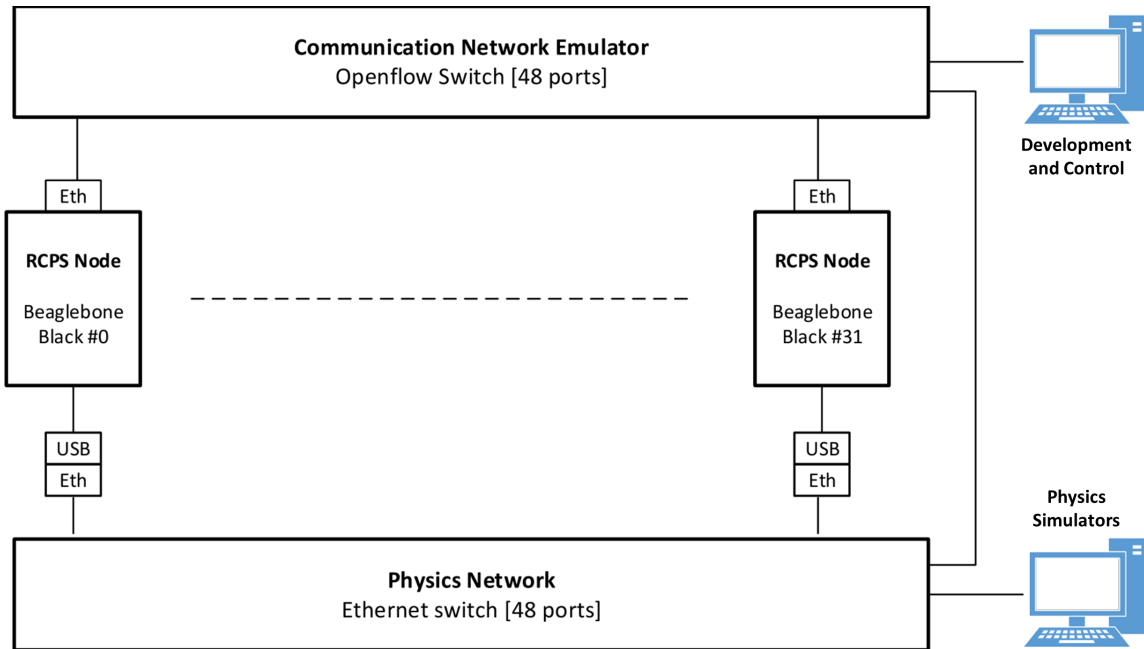 Communication Network Emulator
Openflow Switch [48 ports]
Development
and Control
Eth
Eth
RCPS Node
Beaglebone
Black #0
RCPS Node
Beaglebone
Black #31
USB
Eth
USB
Eth
Physics
Simulators
Physics Network
Ethernet switch [48 ports]